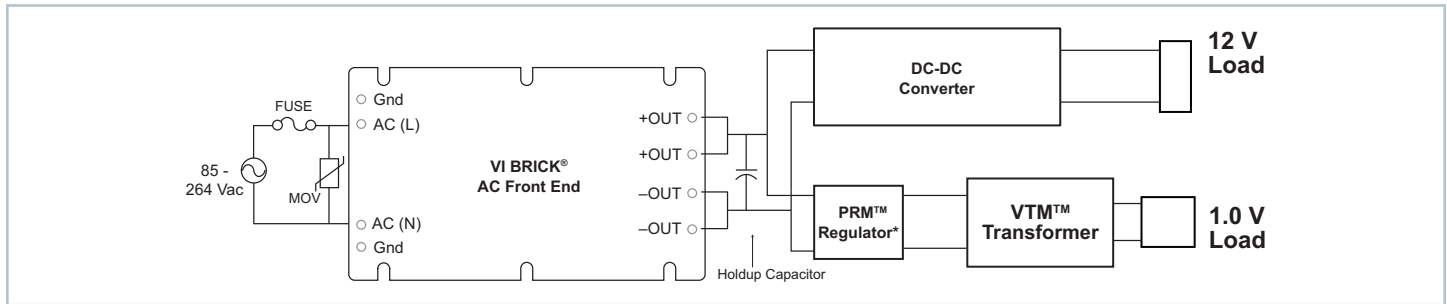 FUSE
85 -
264 Vac
MOV
Gnd
AC (L)
AC (N)
Gnd
VI BRICK®
AC Front End
+OUT
+OUT
–OUT
–OUT
Holdup Capacitor
DC-DC
Converter
12 V
Load
PRM™
Regulator*
VTM™
Transformer
1.0 V
Load